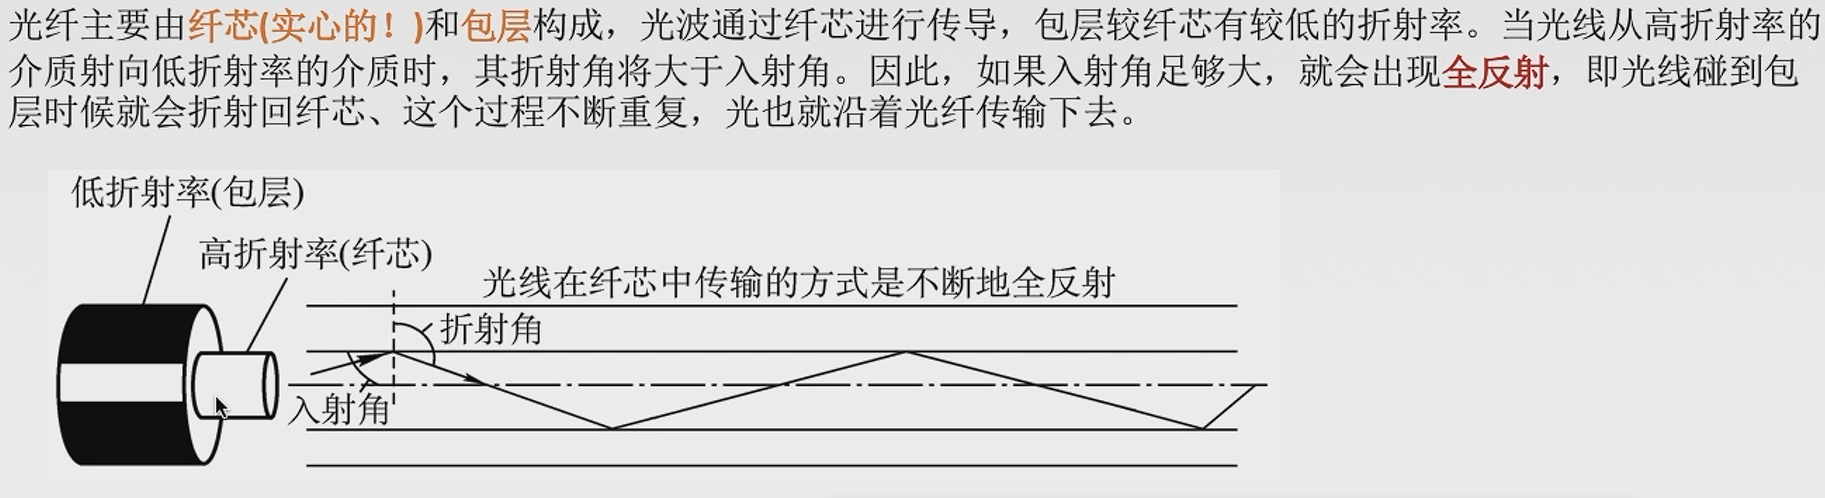 光纤主要由纤芯(实心的！)和包层构成，光波通过纤芯进行传导，包层较纤芯有较低的折射率。当光线从高折射率的
介质射向低折射率的介质时，其折射角将大于入射角。因此，如果入射角足够大，就会出现全反射，即光线碰到包
层时候就会折射回纤芯、这个过程不断重复，光也就沿着光纤传输下去。
低折射率(包层)
高折射率(纤芯)
光线在纤芯中传输的方式是不断地全反射
折射角
入射角